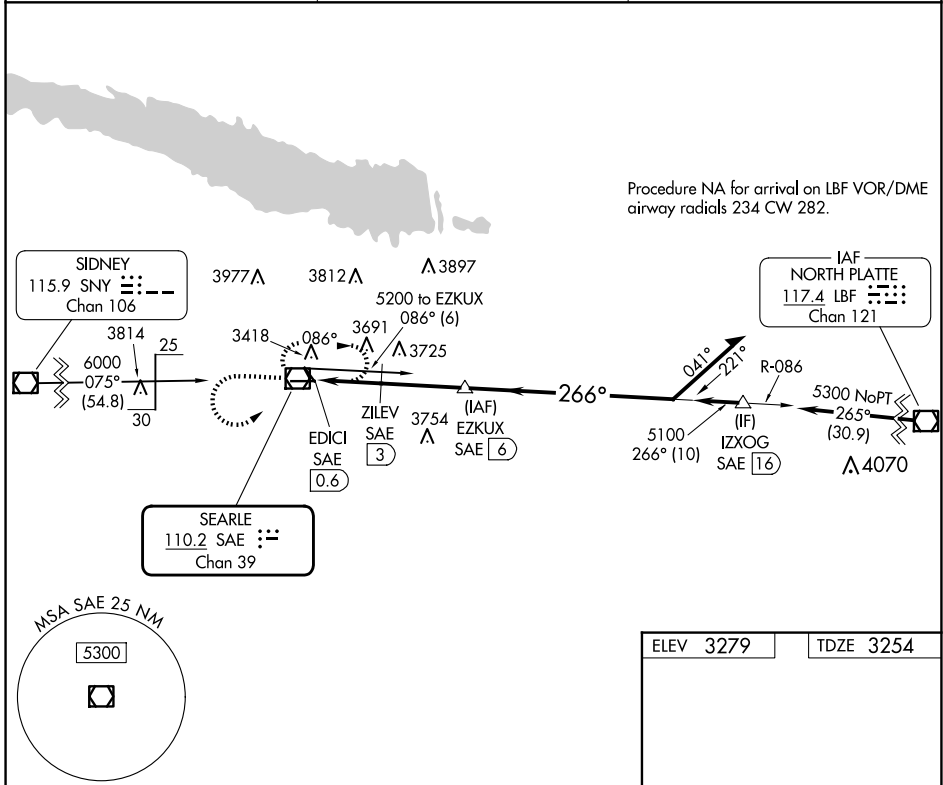 Procedure NA for arrival on LBF VOR/DME
airway radials 234 CW 282.
SIDNEY
115.9 SNY
Chan 106
3977
3812
3897
IAF
NORTH PLATTE
117.4 LBF
Chan 121
5200 to EZKUX
086° (6)
3814
25
6000
075°
(54.8)
30
3418
086°
3691
3725
041°
221°
R-086
5300 NoPT
265°
(30.9)
266°
EDICI
SAE
0.6
ZILEV
SAE
3
3754
(IAF)
EZKUX
SAE 6
5100
266° (10)
(IF)
IZXOG
SAE 16
4070
SEARLE
110.2 SAE
Chan 39
MSA SAE 25 NM
5300
ELEV 3279
TDZE 3254